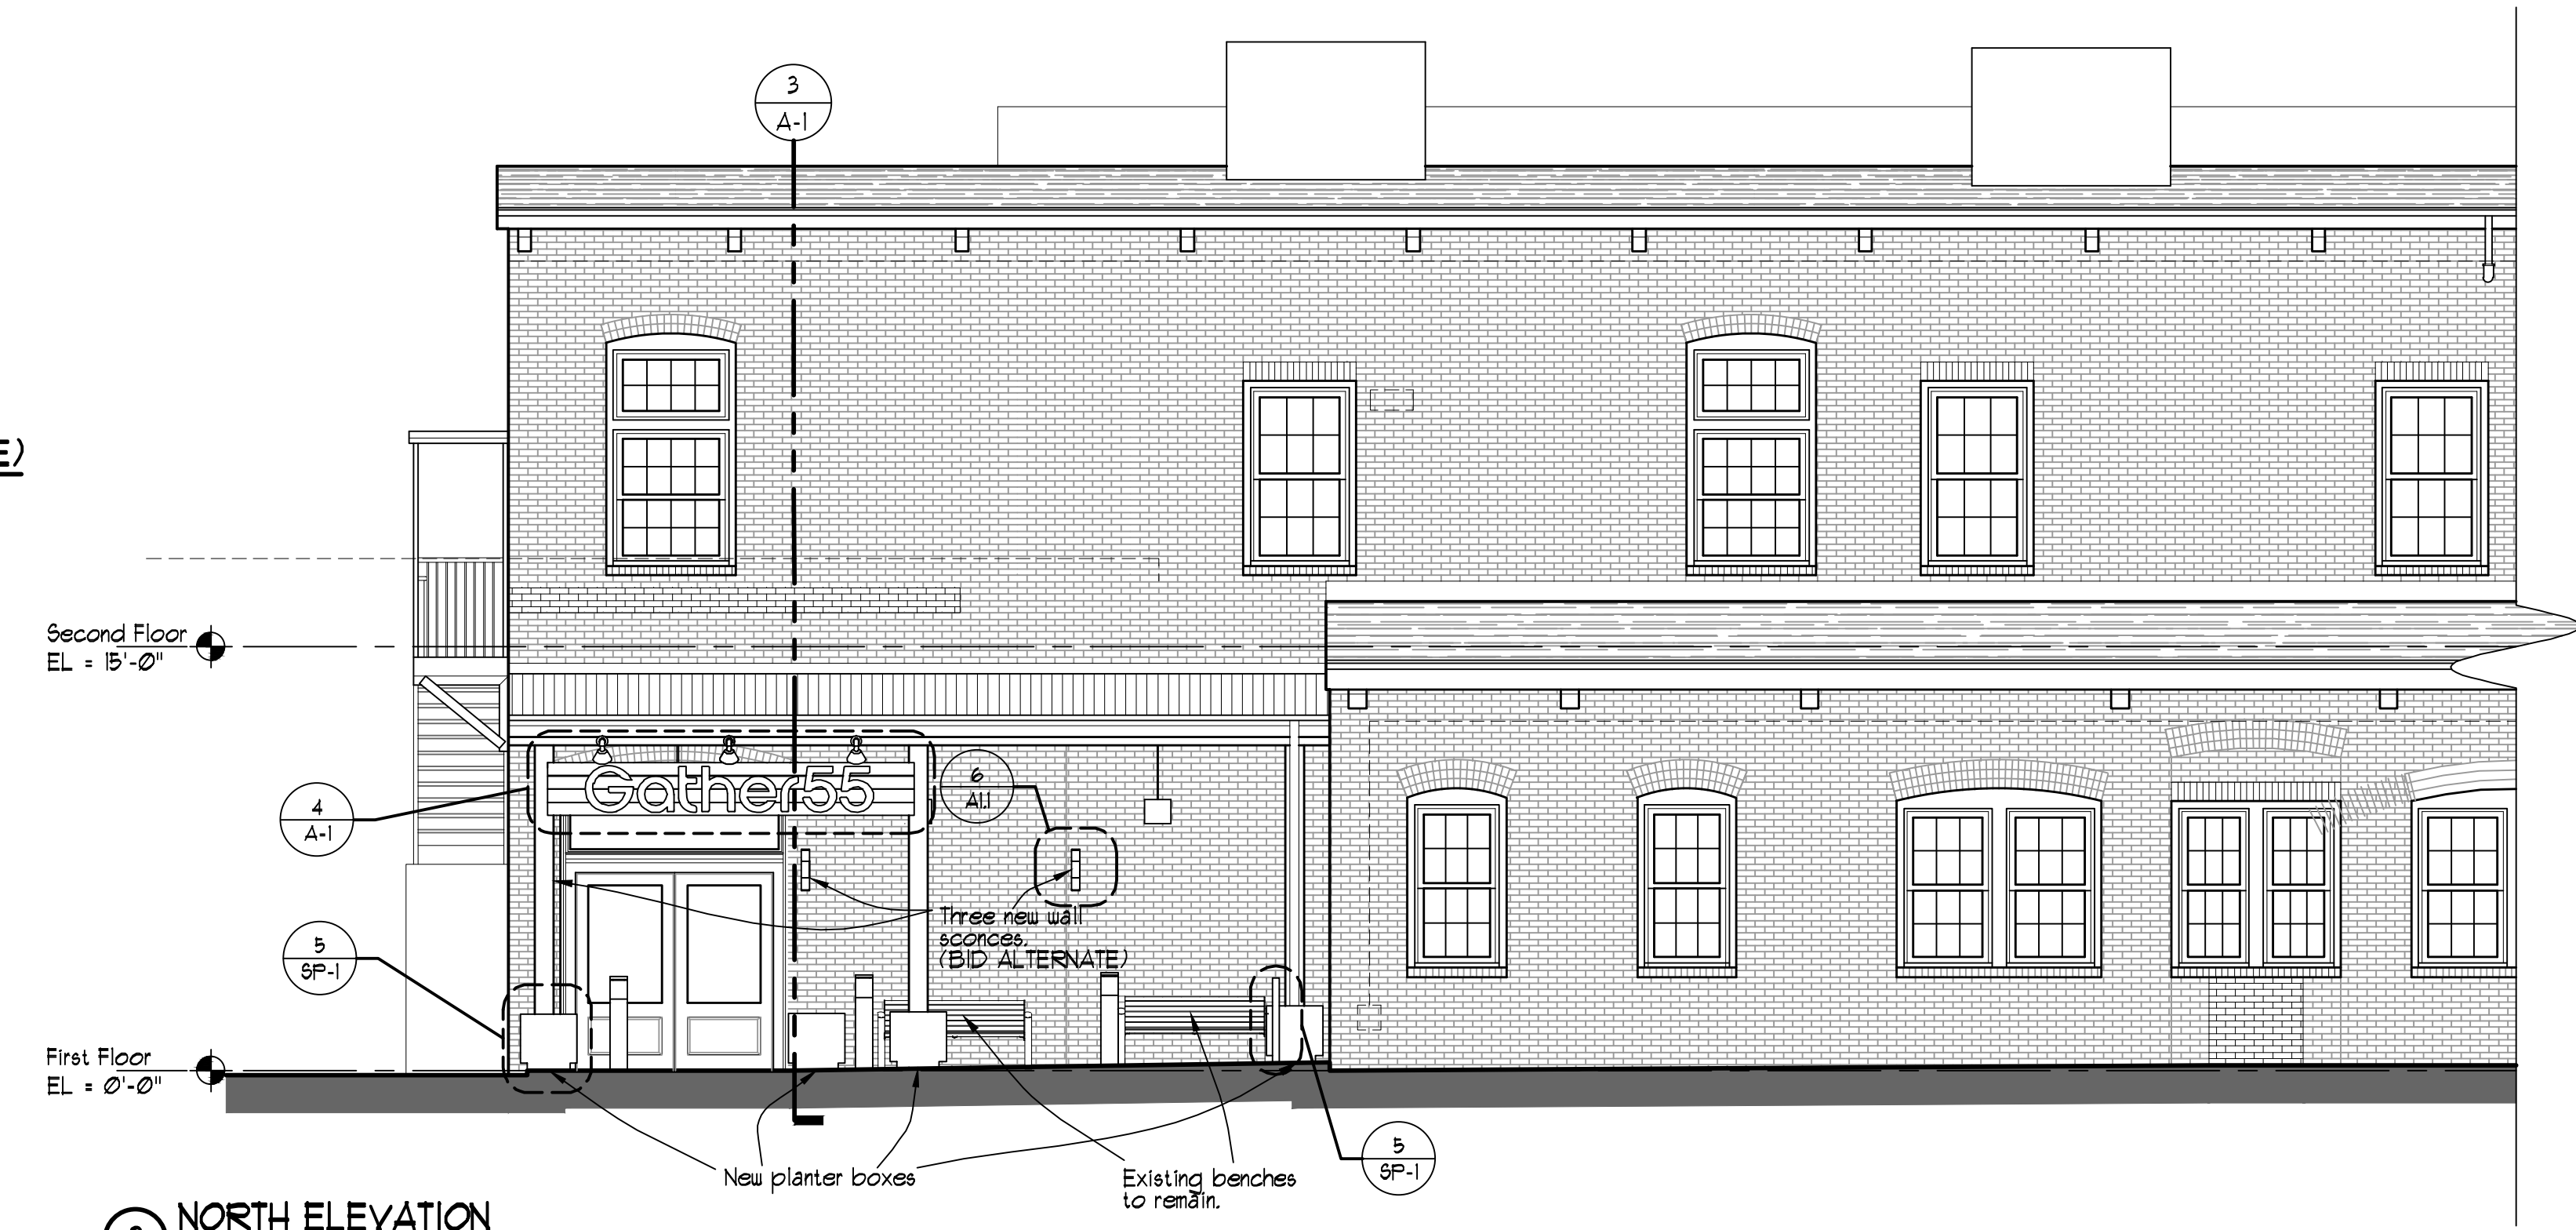 3
A-1
E)
Second Floor
EL = 15'-0"
Gather55
6
A1.1
4
A-1
Three new wall
sconces.
(BID ALTERNATE)
5
SP-1
First Floor
EL = 0'-0"
5
SP-1
New planter boxes
Existing benches
to remain.
NORTH ELEVATION